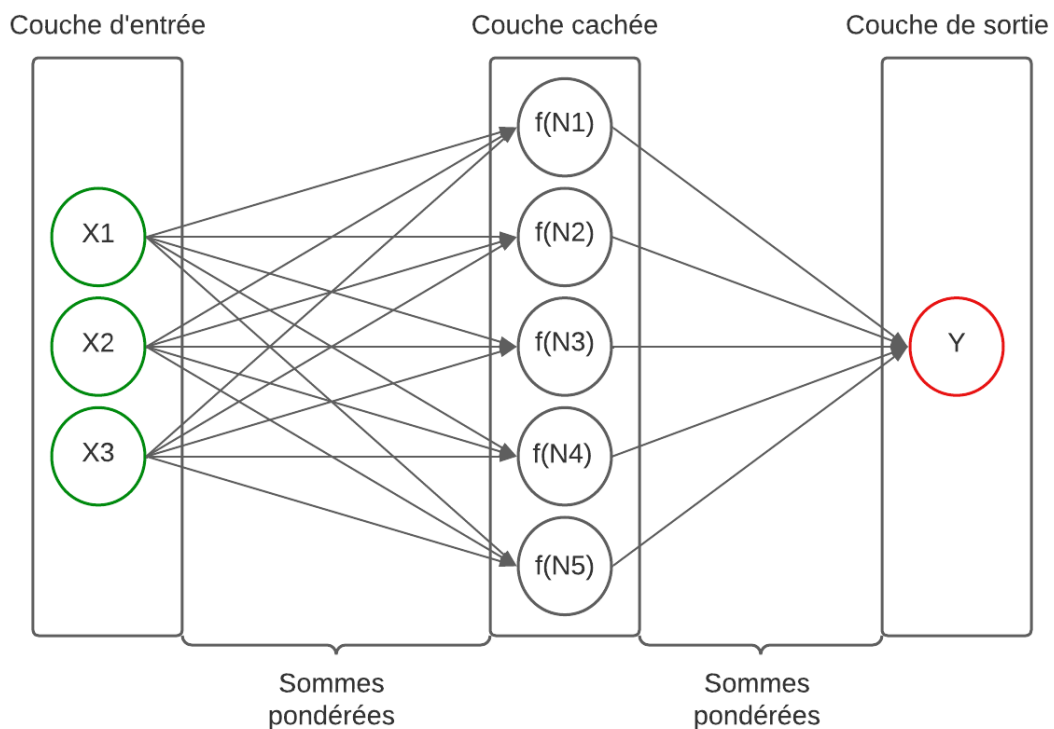 Couche d'entrée
Couche cachée
Couche de sortie
f(N1)
X1
f(N2)
X2
f(N3)
Y
X3
f(N4)
f(N5)
Sommes
pondérées
Sommes
pondérées